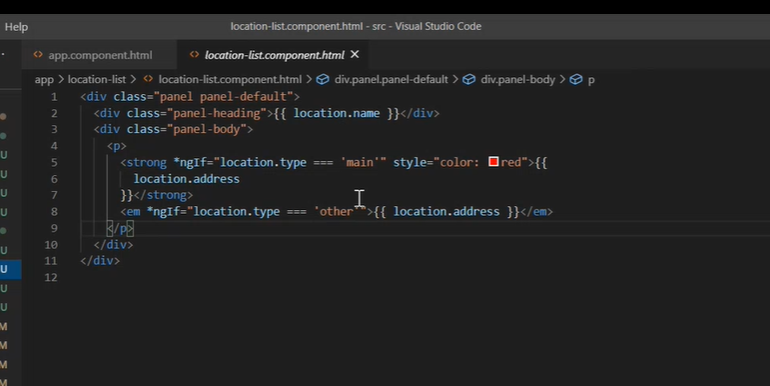 Help
location-list.component.html - src - Visual Studio Code
<> app.component.html
<> location-list.component.html ×
app > location-list > <> location-list.component.html > div.panel.panel-default > div.panel-body > p
1 <div class="panel panel-default">
2 <div class="panel-heading">{{ location.name }}</div>
3 <div class="panel-body">
4 <p>
5 <strong *ngIf="location.type === 'main'" style="color: red">{{
6 location.address
7 }}</strong>
8 <em *ngIf="location.type === 'other'">{{ location.address }}</em>
9 </p>
10 </div>
11 </div>
12
U
U
U
U
U
U
U
U
M
M
M
M